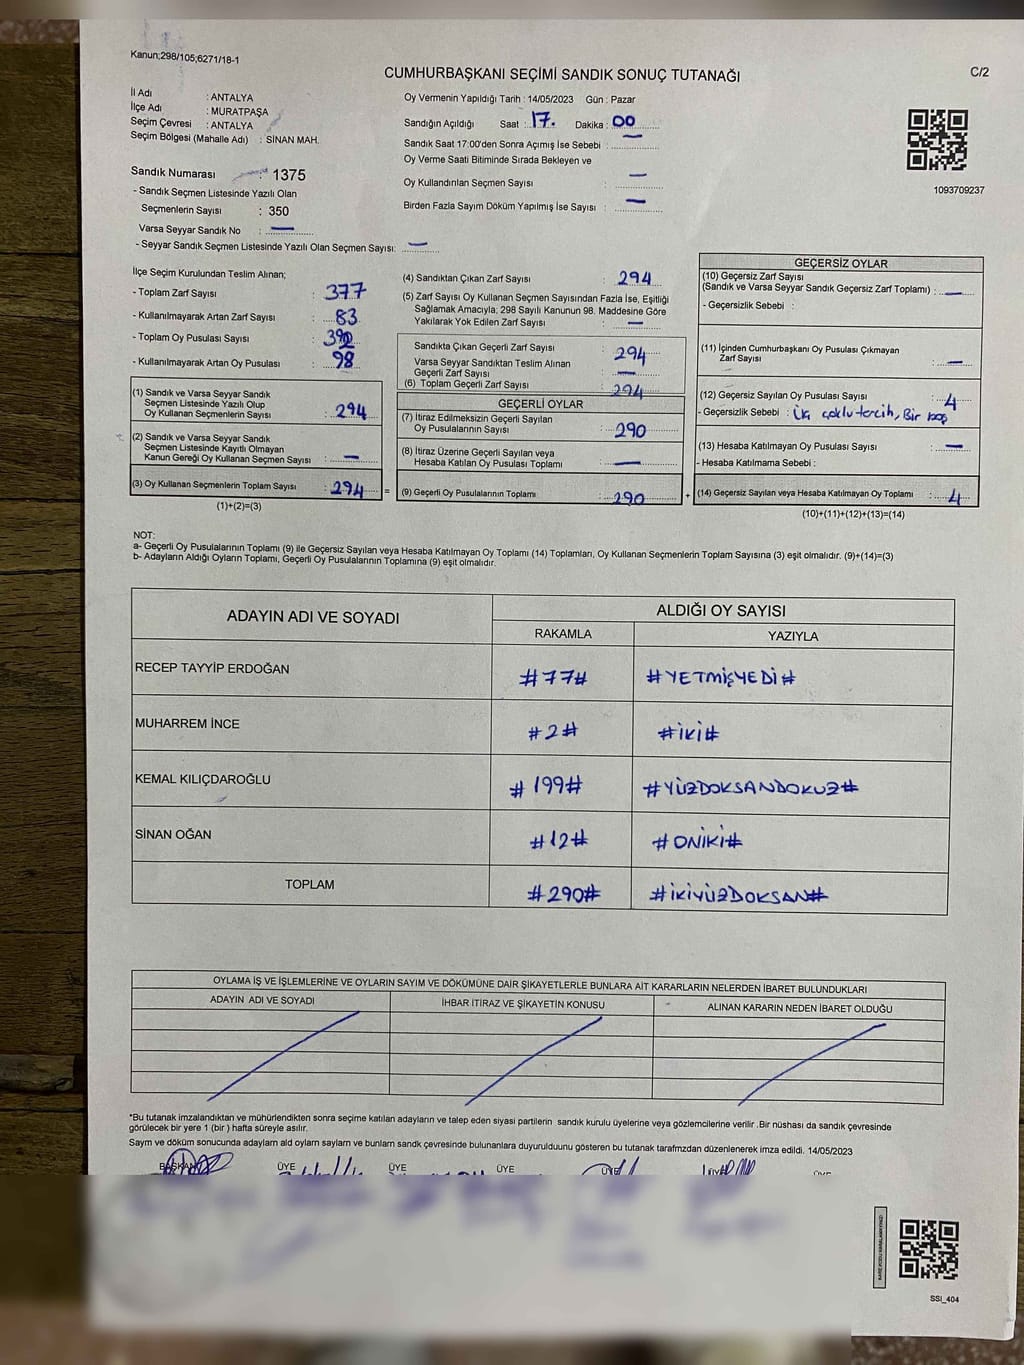 Kanun;298/105;6271/18-1
CUMHURBAŞKANI SEÇİMİ SANDIK SONUÇ TUTANAĞI
C/2
İl Adı : ANTALYA
İlçe Adı : MURATPAŞA
Seçim Çevresi : ANTALYA
Seçim Bölgesi (Mahalle Adı) : SİNAN MAH.
Oy Vermenin Yapıldığı Tarih : 14/05/2023 Gün : Pazar
Sandığın Açıldığı Saat : 17. Dakika : 00
Sandık Saat 17:00'den Sonra Açımış İse Sebebi : —
Oy Verme Saati Bitiminde Sırada Bekleyen ve
Oy Kullandırılan Seçmen Sayısı : —
Birden Fazla Sayım Döküm Yapılmış İse Sayısı : —
1093709237
Sandık Numarası 1375
- Sandık Seçmen Listesinde Yazılı Olan
Seçmenlerin Sayısı : 350
Varsa Seyyar Sandık No : —
- Seyyar Sandık Seçmen Listesinde Yazılı Olan Seçmen Sayısı: —
İlçe Seçim Kurulundan Teslim Alınan;
- Toplam Zarf Sayısı : 377
- Kullanılmayarak Artan Zarf Sayısı : 83
- Toplam Oy Pusulası Sayısı : 392
- Kullanılmayarak Artan Oy Pusulası : 98
(1) Sandık ve Varsa Seyyar Sandık
Seçmen Listesinde Yazılı Olup
Oy Kullanan Seçmenlerin Sayısı : 294
(2) Sandık ve Varsa Seyyar Sandık
Seçmen Listesinde Kayıtlı Olmayan
Kanun Gereği Oy Kullanan Seçmen Sayısı : —
(3) Oy Kullanan Seçmenlerin Toplam Sayısı : 294 =
(1)+(2)=(3)
(4) Sandıktan Çıkan Zarf Sayısı : 294
(5) Zarf Sayısı Oy Kullanan Seçmen Sayısından Fazla İse, Eşitliği
Sağlamak Amacıyla, 298 Sayılı Kanunun 98. Maddesine Göre
Yakılarak Yok Edilen Zarf Sayısı : —
Sandıkta Çıkan Geçerli Zarf Sayısı : 294
Varsa Seyyar Sandıktan Teslim Alınan
Geçerli Zarf Sayısı : —
(6) Toplam Geçerli Zarf Sayısı : 294
GEÇERLİ OYLAR
(7) İtiraz Edilmeksizin Geçerli Sayılan
Oy Pusulalarının Sayısı : 290
(8) İtiraz Üzerine Geçerli Sayılan veya
Hesaba Katılan Oy Pusulası Toplamı : —
(9) Geçerli Oy Pusulalarının Toplamı : 290 +
GEÇERSİZ OYLAR
(10) Geçersiz Zarf Sayısı
(Sandık ve Varsa Seyyar Sandık Geçersiz Zarf Toplamı) : —
- Geçersizlik Sebebi :
(11) İçinden Cumhurbaşkanı Oy Pusulası Çıkmayan
Zarf Sayısı : —
(12) Geçersiz Sayılan Oy Pusulası Sayısı : 4
- Geçersizlik Sebebi : Üç çoklu tercih, Bir boş
(13) Hesaba Katılmayan Oy Pusulası Sayısı : —
- Hesaba Katılmama Sebebi :
(14) Geçersiz Sayılan veya Hesaba Katılmayan Oy Toplamı : 4
(10)+(11)+(12)+(13)=(14)
NOT:
a- Geçerli Oy Pusulalarının Toplamı (9) ile Geçersiz Sayılan veya Hesaba Katılmayan Oy Toplamı (14) Toplamları, Oy Kullanan Seçmenlerin Toplam Sayısına (3) eşit olmalıdır. (9)+(14)=(3)
b- Adayların Aldığı Oyların Toplamı, Geçerli Oy Pusulalarının Toplamına (9) eşit olmalıdır.
ADAYIN ADI VE SOYADI
ALDIĞI OY SAYISI
RAKAMLA YAZIYLA
RECEP TAYYİP ERDOĞAN #77# #YETMİŞYEDİ#
MUHARREM İNCE #2# #İKİ#
KEMAL KILIÇDAROĞLU #199# #YÜZDOKSANDOKUZ#
SİNAN OĞAN #12# #ONİKİ#
TOPLAM #290# #İKİYÜZDOKSAN#
OYLAMA İŞ VE İŞLEMLERİNE VE OYLARIN SAYIM VE DÖKÜMÜNE DAİR ŞİKAYETLERLE BUNLARA AİT KARARLARIN NELERDEN İBARET BULUNDUKLARI
ADAYIN ADI VE SOYADI İHBAR İTİRAZ VE ŞİKAYETİN KONUSU ALINAN KARARIN NEDEN İBARET OLDUĞU
*Bu tutanak imzalandıktan ve mühürlendikten sonra seçime katılan adayların ve talep eden siyasi partilerin sandık kurulu üyelerine veya gözlemcilerine verilir .Bir nüshası da sandık çevresinde
görülecek bir yere 1 (bir ) hafta süreyle asılır.
Sayım ve döküm sonucunda adayların ald oyların sayların ve bunların sandk çevresinde bulunanlara duyurulduunu gösteren bu tutanak tarafmzdan düzenlenerek imza edildi. 14/05/2023
BAŞKAN ÜYE ÜYE ÜYE ÜYE ÜYE
SSI_404